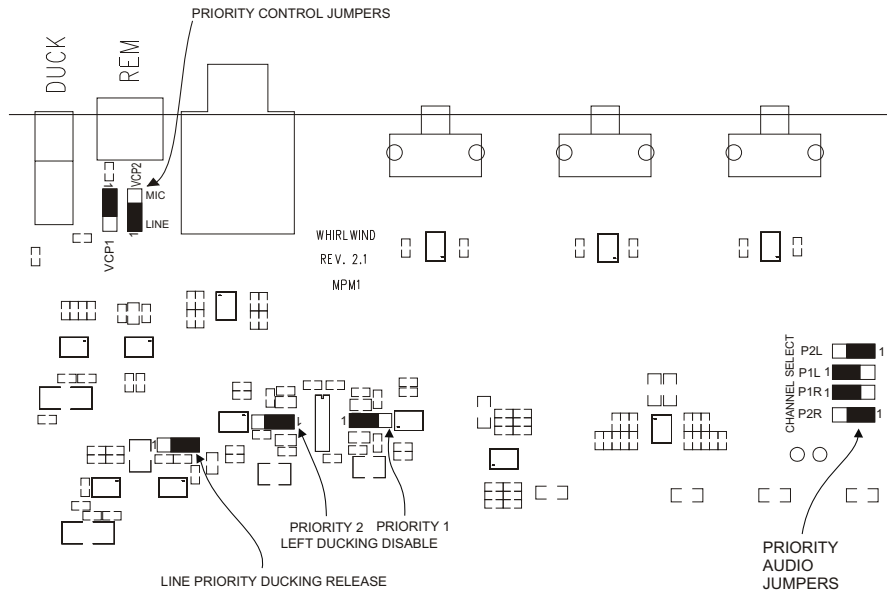 PRIORITY CONTROL JUMPERS
DUCK
REM
1
VCP2
MIC
LINE
1
VCP1
WHIRLWIND
REV. 2.1
MPM1
CHANNEL SELECT
P2L 1
P1L 1
P1R 1
P2R 1
1
1
1
PRIORITY 2 PRIORITY 1
LEFT DUCKING DISABLE
LINE PRIORITY DUCKING RELEASE
PRIORITY
AUDIO
JUMPERS